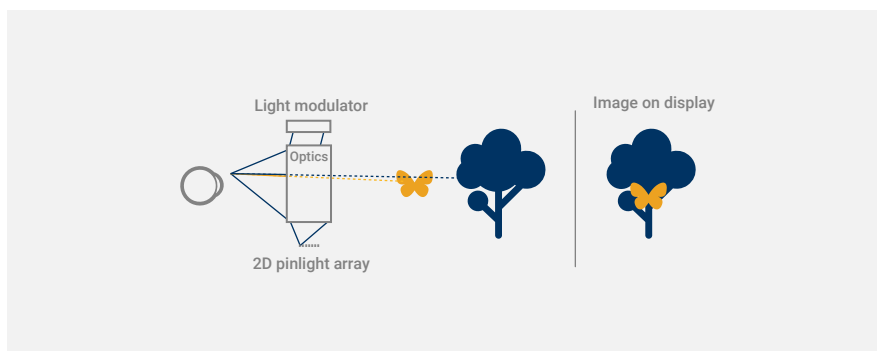 Light modulator
Image on display
Optics
2D pinlight array